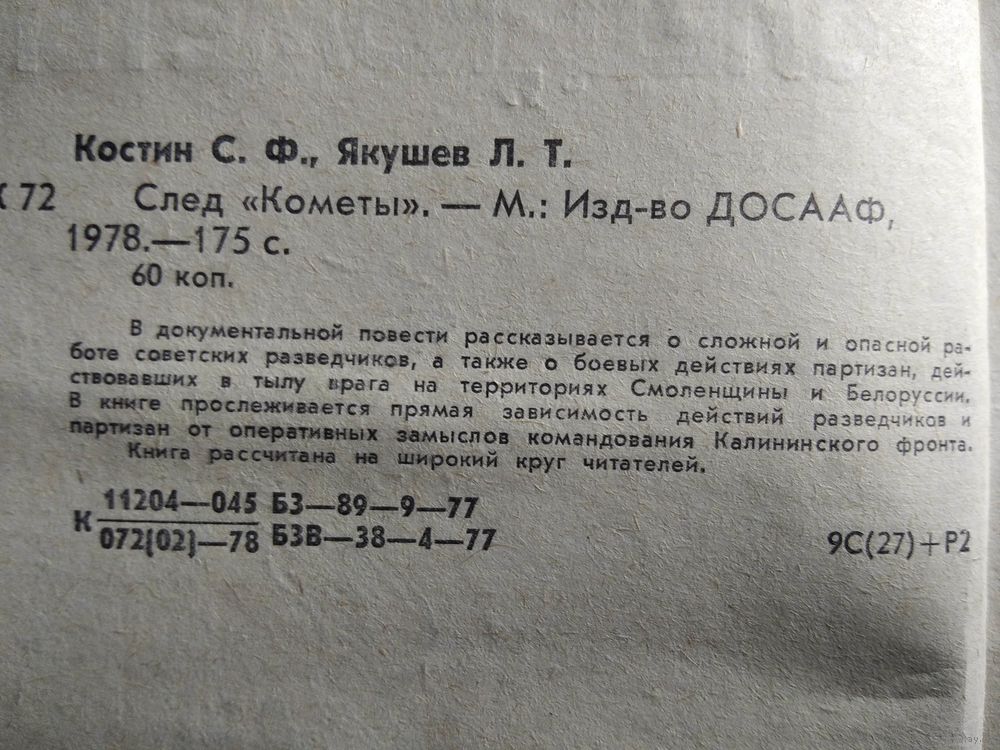 Костин С. Ф., Якушев Л. Т.
К 72 След «Кометы». — М.: Изд-во ДОСААФ,
1978.—175 с.
60 коп.
В документальной повести рассказывается о сложной и опасной ра-
боте советских разведчиков, а также о боевых действиях партизан, дей-
ствовавших в тылу врага на территориях Смоленщины и Белоруссии.
В книге прослеживается прямая зависимость действий разведчиков и
партизан от оперативных замыслов командования Калининского фронта.
Книга рассчитана на широкий круг читателей.
11204—045 БЗ—89—9—77
К
072(02)—78 БЗВ—38—4—77
9С(27)+Р2